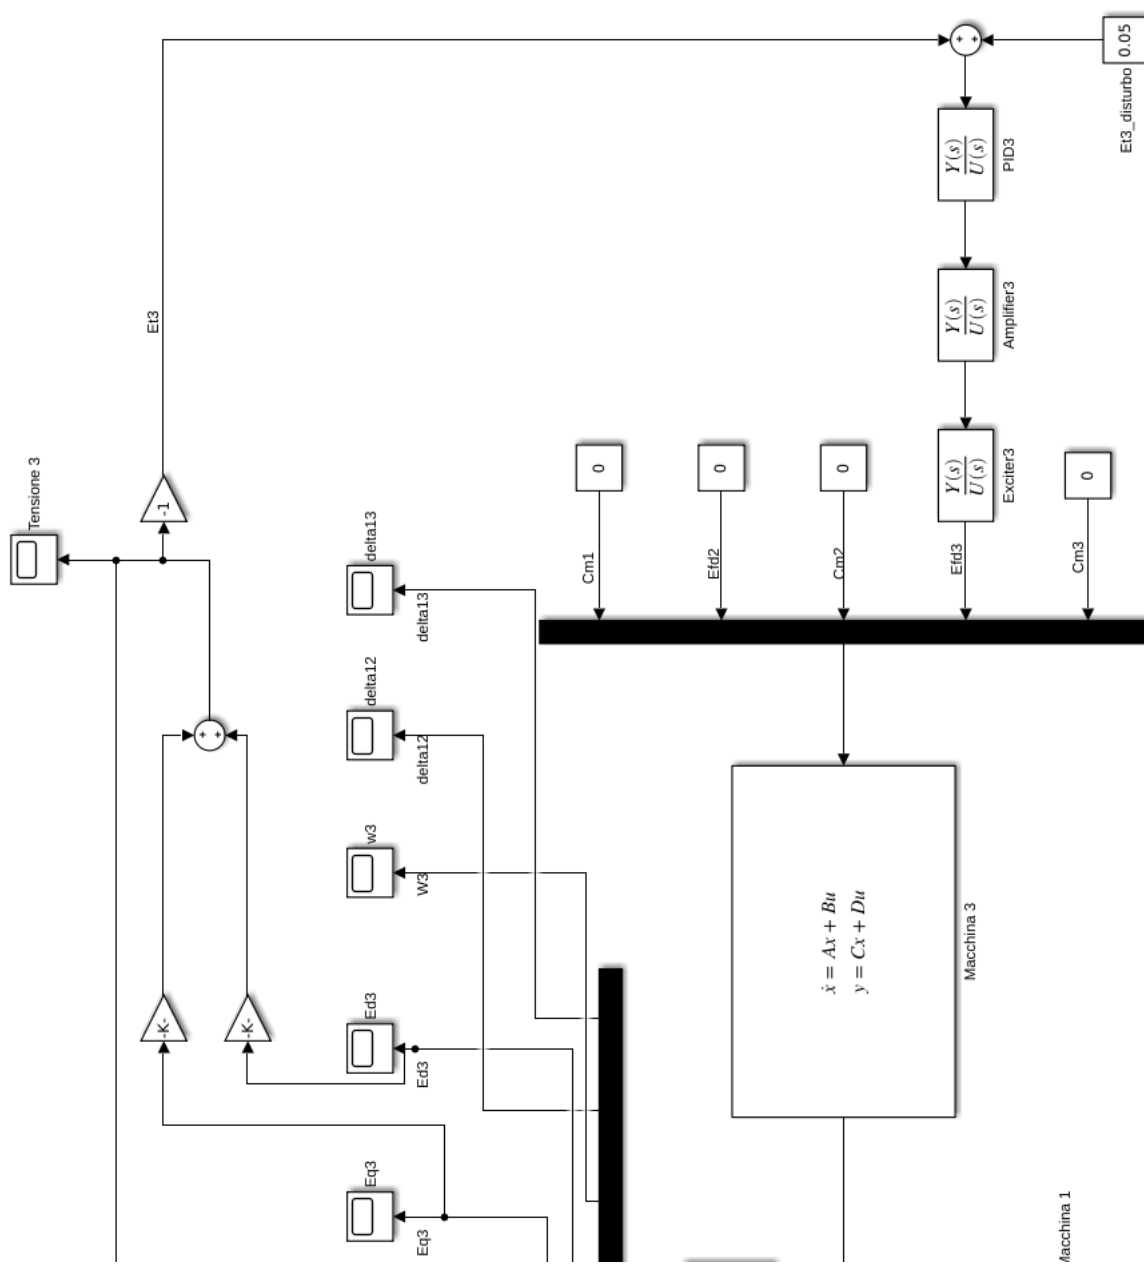 0.05
Et3_disturbo
Y(s)
U(s)
PID3
Et3
Y(s)
U(s)
Amplifier3
Tensione 3
-1
0
0
0
Y(s)
U(s)
Exciter3
0
delta13
delta13
Cm1
Efd2
Cm2
Efd3
Cm3
delta12
delta12
w3
W3
ẋ = Ax + Bu
y = Cx + Du
Macchina 3
-K-
-K-
Ed3
Ed3
Eq3
Eq3
Macchina 1